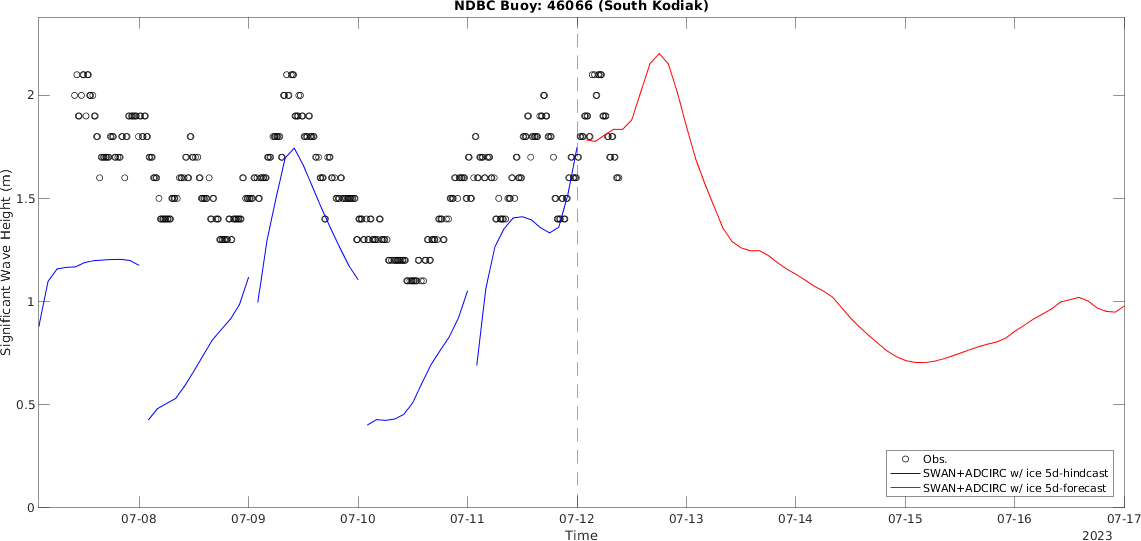 NDBC Buoy: 46066 (South Kodiak)
Significant Wave Height (m)
2
1.5
1
0.5
0
Obs.
SWAN+ADCIRC w/ ice 5d-hindcast
SWAN+ADCIRC w/ ice 5d-forecast
07-08 07-09 07-10 07-11 07-12 07-13 07-14 07-15 07-16 07-17
Time
2023